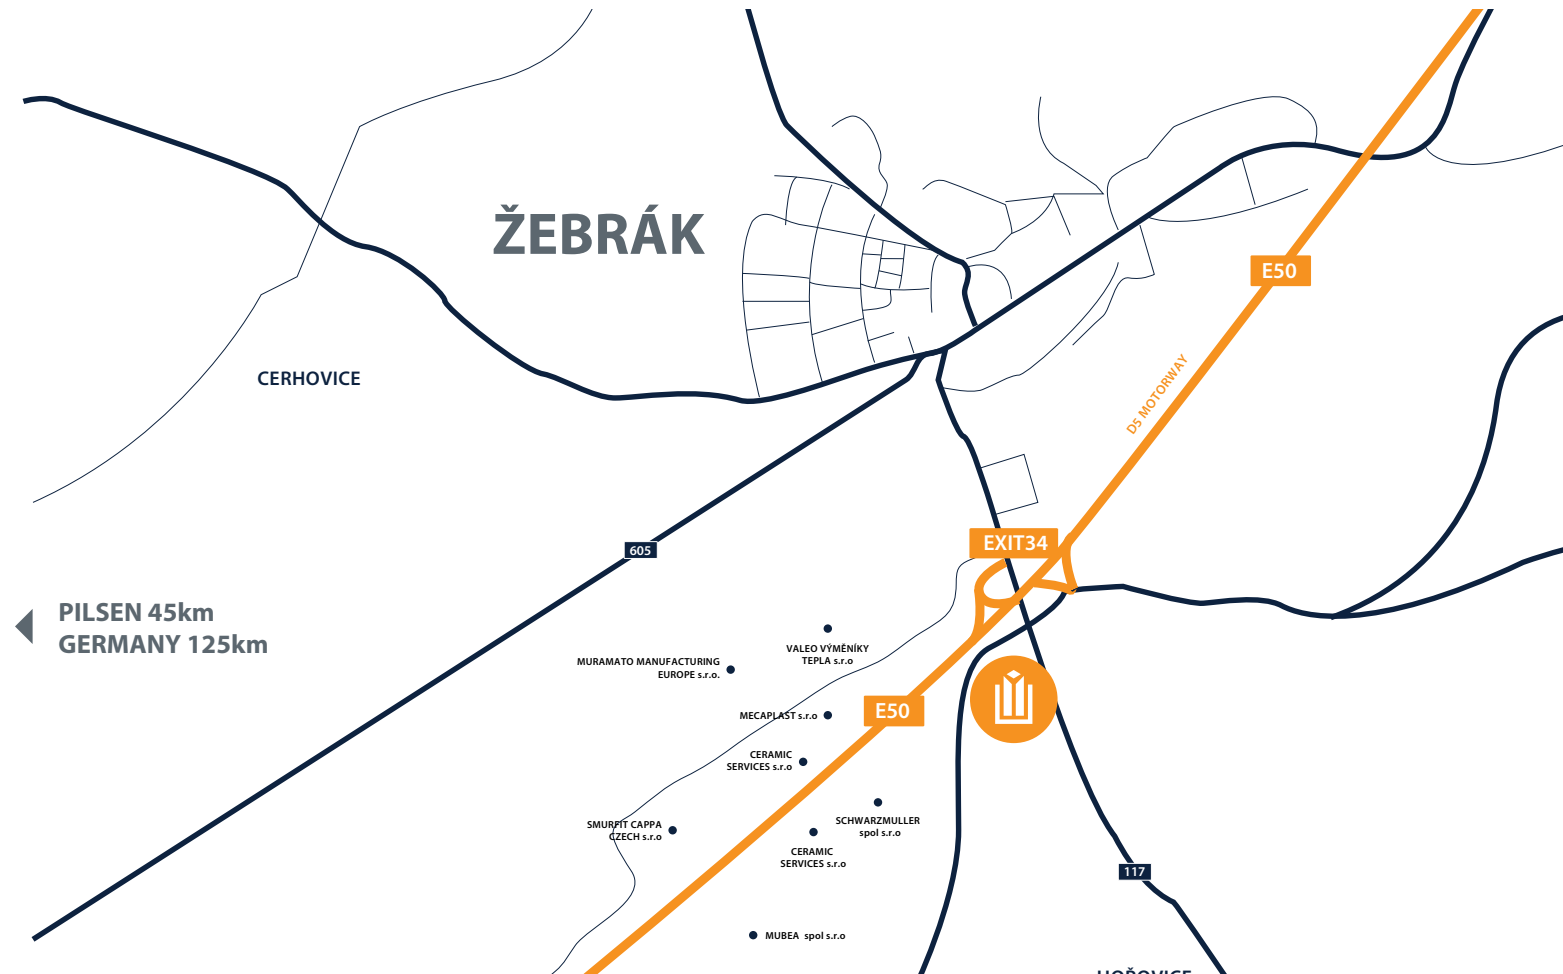 ŽEBRÁK
E50
CERHOVICE
D5 MOTORWAY
EXIT34
605
PILSEN 45km
GERMANY 125km
VALEO VÝMĚNÍKY
TEPLA s.r.o
MURAMATO MANUFACTURING
EUROPE s.r.o.
E50
MECAPLAST s.r.o
CERAMIC
SERVICES s.r.o
SCHWARZMULLER
spol s.r.o
SMURFIT CAPPA
CZECH s.r.o
CERAMIC
SERVICES s.r.o
117
MUBEA spol s.r.o
HOŘOVICE